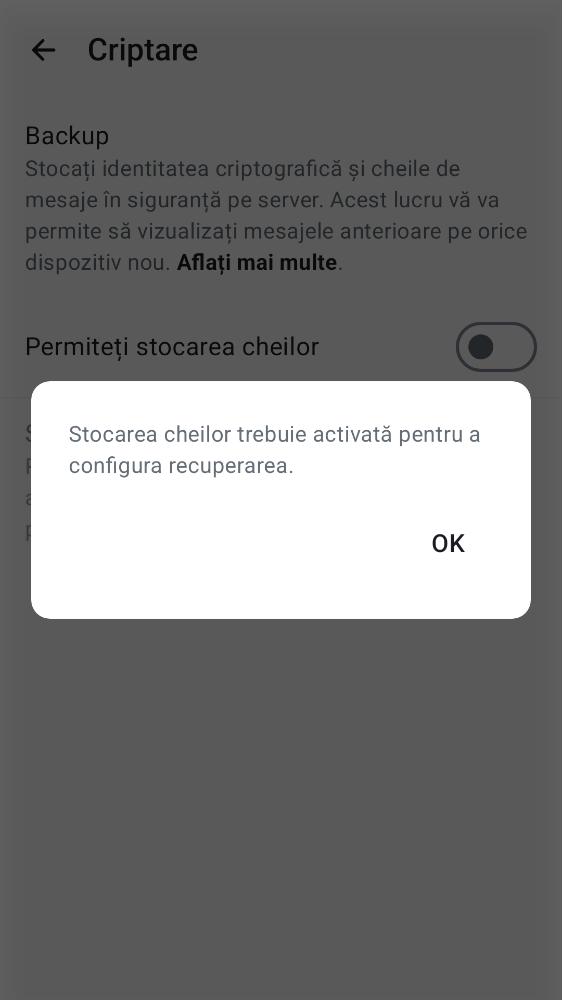 Criptare
Backup
Stocați identitatea criptografică și cheile de
mesaje în siguranță pe server. Acest lucru vă va
permite să vizualizați mesajele anterioare pe orice
dispozitiv nou. Aflați mai multe.
Permiteți stocarea cheilor
Stocarea cheilor trebuie activată pentru a
configura recuperarea.
OK